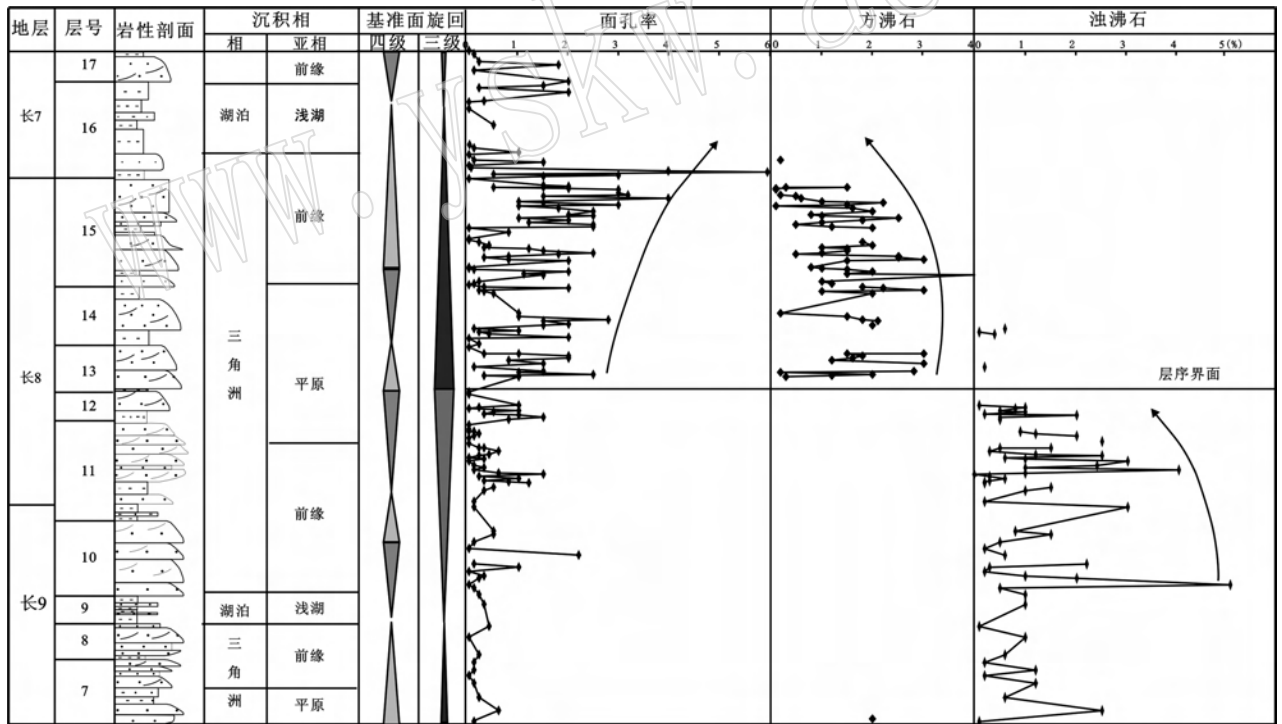 地层 层号 岩性剖面 沉积相 基准面旋回 面孔率 方沸石 浊沸石
相 亚相 四级 三级
1 2 3 4 5 6 0 1 2 3 4 0 1 2 3 4 5(%)
17 前缘
长7 湖泊 浅湖
16
前缘
15
14
三
角
洲
13
长8 平原 层序界面
12
11
前缘
10
长9
9 湖泊 浅湖
8 三 前缘
角
7 洲 平原
www.yskw.ac